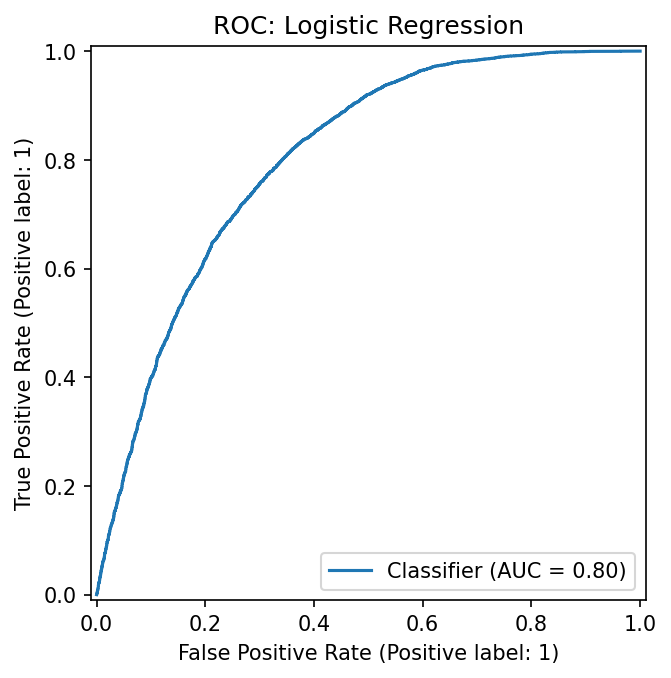 ROC: Logistic Regression
True Positive Rate (Positive label: 1)
1.0
0.8
0.6
0.4
0.2
0.0
Classifier (AUC = 0.80)
0.0 0.2 0.4 0.6 0.8 1.0
False Positive Rate (Positive label: 1)